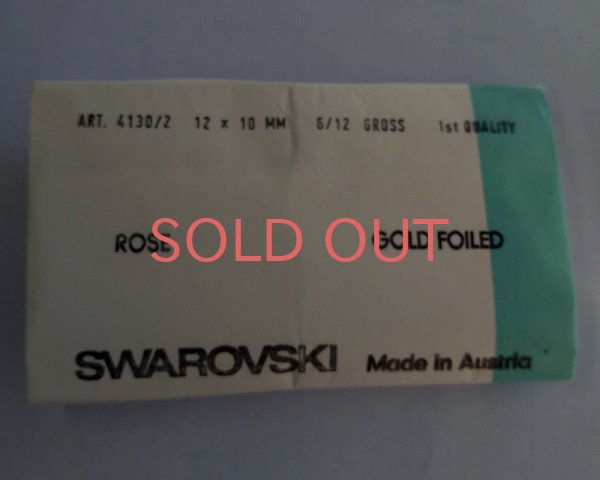 ART. 4130/2 12 x 10 MM 6/12 GROSS 1st QUALITY
ROSE GOLD FOILED
SOLD OUT
SWAROVSKI Made in Austria